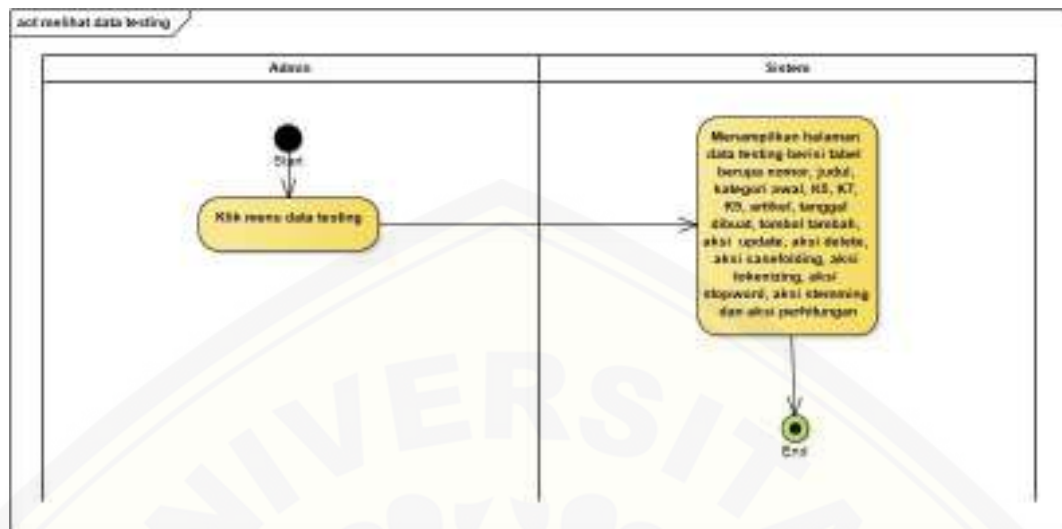 act melihat data testing
Admin
Sistem
Start
Klik menu data testing
Menampilkan halaman
data testing berisi tabel
berupa nomor, judul,
kategori awal, K5, K7,
K9, artikel, tanggal
dibuat, tombol tambah,
aksi update, aksi delete,
aksi casefolding, aksi
tokenizing, aksi
stopword, aksi stemming
dan aksi perhitungan
End
UNIVERSITA